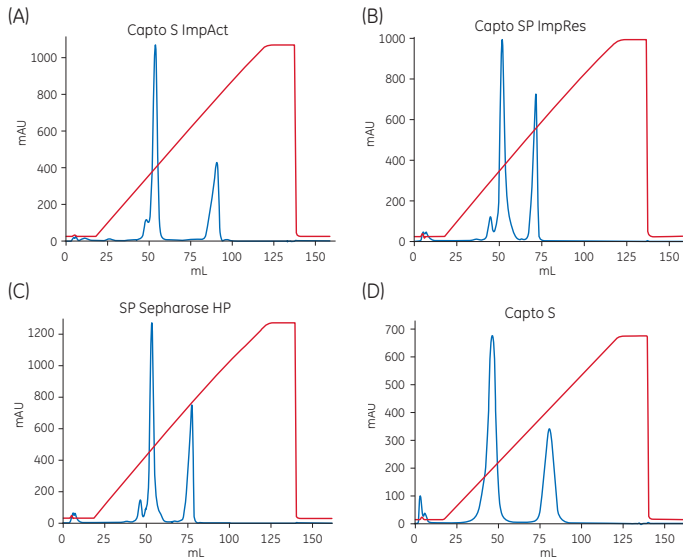 (A)
Capto S ImpAct
1000
800
600
400
200
0
mAU
0 25 50 75 100 125 150
mL
(B)
Capto SP ImpRes
1000
800
600
400
200
0
mAU
0 25 50 75 100 125 150
mL
(C)
SP Sepharose HP
1200
1000
800
600
400
200
0
mAU
0 25 50 75 100 125 150
mL
(D)
Capto S
700
600
500
400
300
200
100
0
mAU
0 25 50 75 100 125 150
mL